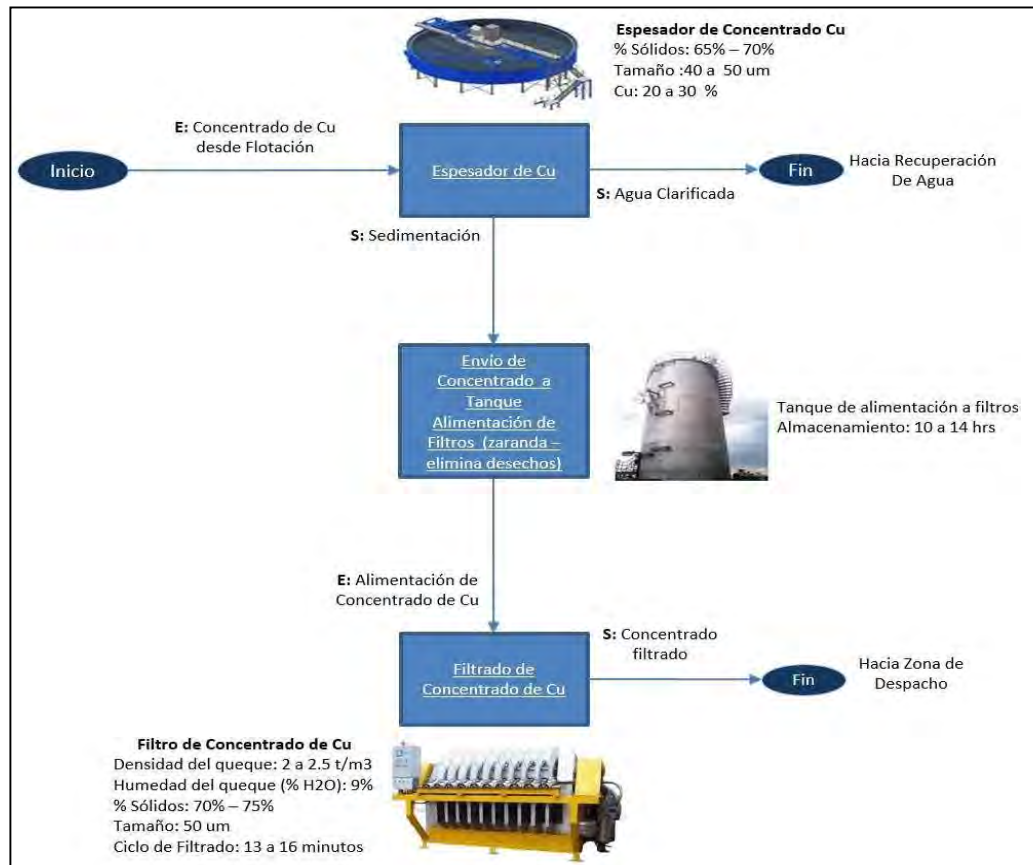 Espesador de Concentrado Cu
% Sólidos: 65% – 70%
Tamaño :40 a 50 um
Cu: 20 a 30 %
E: Concentrado de Cu
desde Flotación
Inicio
Espesador de Cu
S: Agua Clarificada
Fin
Hacia Recuperación
De Agua
S: Sedimentación
Envío de
Concentrado a
Tanque
Alimentación de
Filtros (zaranda –
elimina desechos)
Tanque de alimentación a filtros
Almacenamiento: 10 a 14 hrs
E: Alimentación de
Concentrado de Cu
Filtrado de
Concentrado de Cu
S: Concentrado
filtrado
Fin
Hacia Zona de
Despacho
Filtro de Concentrado de Cu
Densidad del queque: 2 a 2.5 t/m3
Humedad del queque (% H2O): 9%
% Sólidos: 70% – 75%
Tamaño: 50 um
Ciclo de Filtrado: 13 a 16 minutos